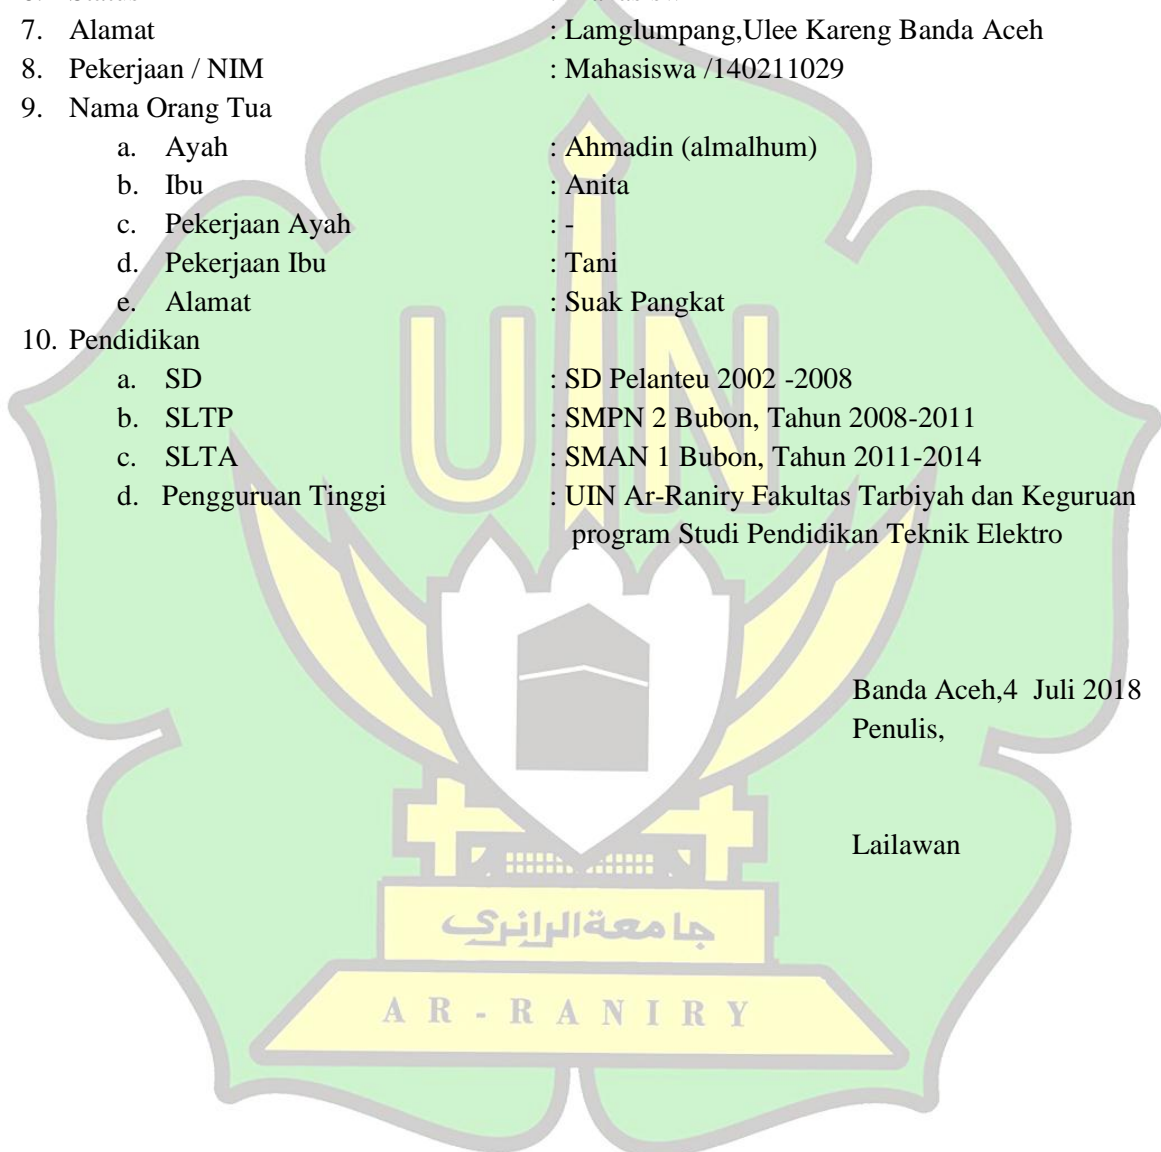 7. Alamat : Lamglumpang,Ulee Kareng Banda Aceh
8. Pekerjaan / NIM : Mahasiswa /140211029
9. Nama Orang Tua
a. Ayah : Ahmadin (almalhum)
b. Ibu : Anita
c. Pekerjaan Ayah : -
d. Pekerjaan Ibu : Tani
e. Alamat : Suak Pangkat
10. Pendidikan
a. SD : SD Pelanteu 2002 -2008
b. SLTP : SMPN 2 Bubon, Tahun 2008-2011
c. SLTA : SMAN 1 Bubon, Tahun 2011-2014
d. Pengguruan Tinggi : UIN Ar-Raniry Fakultas Tarbiyah dan Keguruan
program Studi Pendidikan Teknik Elektro
Banda Aceh,4 Juli 2018
Penulis,
Lailawan
UIN
جامعةالرانري
AR-RANIRY